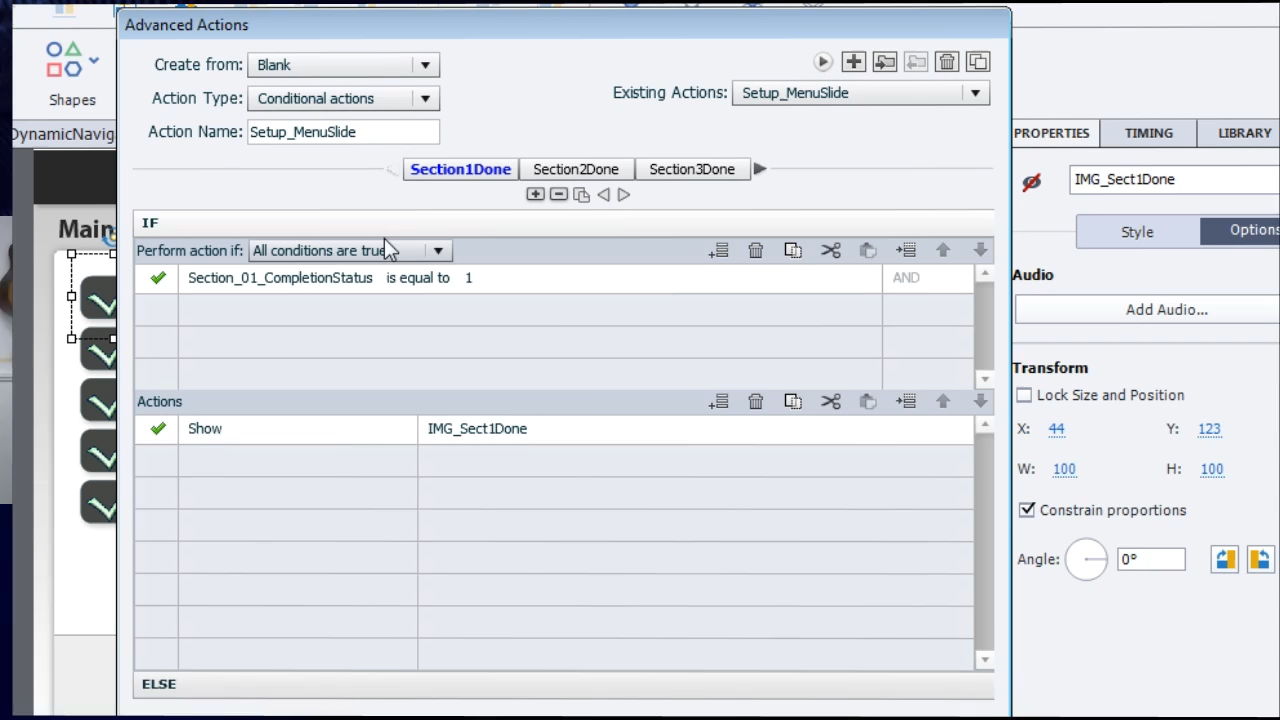 Advanced Actions
Create from: Blank
Action Type: Conditional actions
Existing Actions: Setup_MenuSlide
Action Name: Setup_MenuSlide
Shapes
DynamicNavig
PROPERTIES TIMING LIBRARY
Section1Done Section2Done Section3Done
IMG_Sect1Done
IF
Main
Style Options
Perform action if: All conditions are true
Audio
Section_01_CompletionStatus is equal to 1 AND
Add Audio...
Transform
Lock Size and Position
Actions
Show IMG_Sect1Done
X: 44 Y: 123
W: 100 H: 100
Constrain proportions
Angle: 0°
ELSE